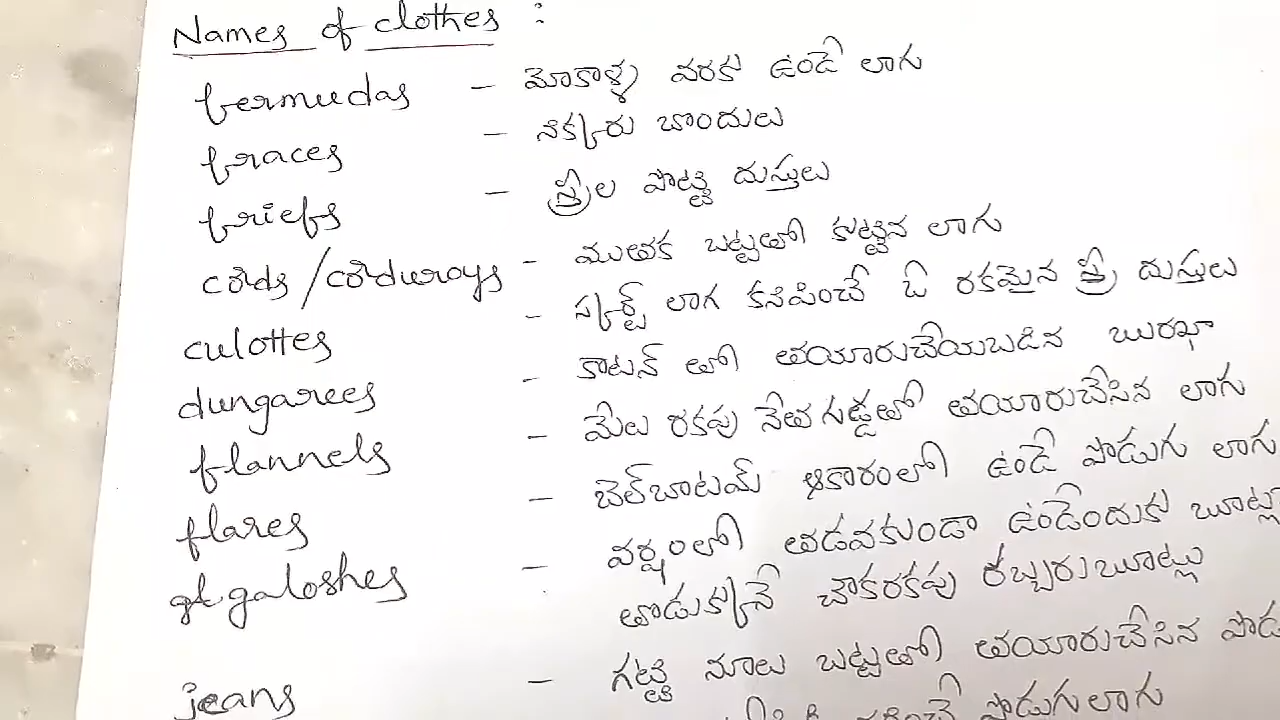 Names of clothes :
bermudas - మోకాళ్ళ వరకు ఉండే లాగు
braces - నిక్కరు బొందులు
briefs - స్త్రీల పొట్టి దుస్తులు
cords/corduroys - ముతక బట్టతో కుట్టిన లాగు
culottes - స్కర్ట్ లాగ కనిపించే ఓ రకమైన స్త్రీ దుస్తులు
dungarees - కాటన్ తో తయారుచేయబడిన బురఖా
flannels - మేలు రకపు నేత గుడ్డతో తయారుచేసిన లాగు
flares - బెల్‌బాటమ్ ఆకారంలో ఉండే పొడుగు లాగు
galoshes - వర్షంలో తడవకుండా ఉండేందుకు
తొడుక్కునే చౌకరకపు రబ్బరుబూట్లు
jeans - గట్టి నూలు బట్టతో తయారుచేసిన
పొడుగులాగు